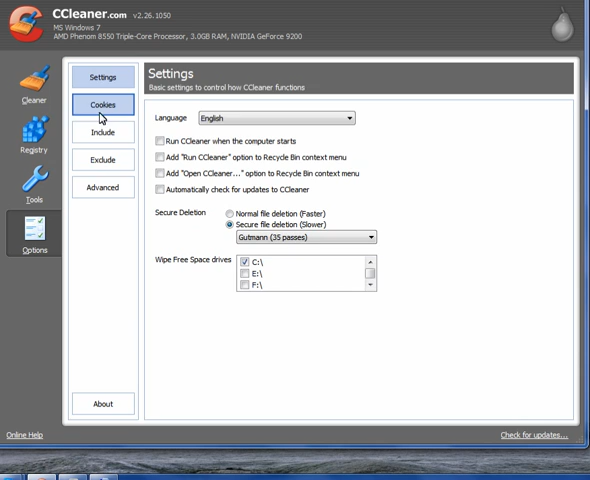 CCleaner.com v2.26.1050
MS Windows 7
AMD Phenom 8550 Triple-Core Processor, 3.0GB RAM, NVIDIA GeForce 9200
Cleaner
Registry
Tools
Options
Settings
Cookies
Include
Exclude
Advanced
About
Settings
Basic settings to control how CCleaner functions
Language English
Run CCleaner when the computer starts
Add "Run CCleaner" option to Recycle Bin context menu
Add "Open CCleaner..." option to Recycle Bin context menu
Automatically check for updates to CCleaner
Secure Deletion Normal file deletion (Faster)
Secure file deletion (Slower)
Gutmann (35 passes)
Wipe Free Space drives C:\
E:\
F:\
Online Help Check for updates...